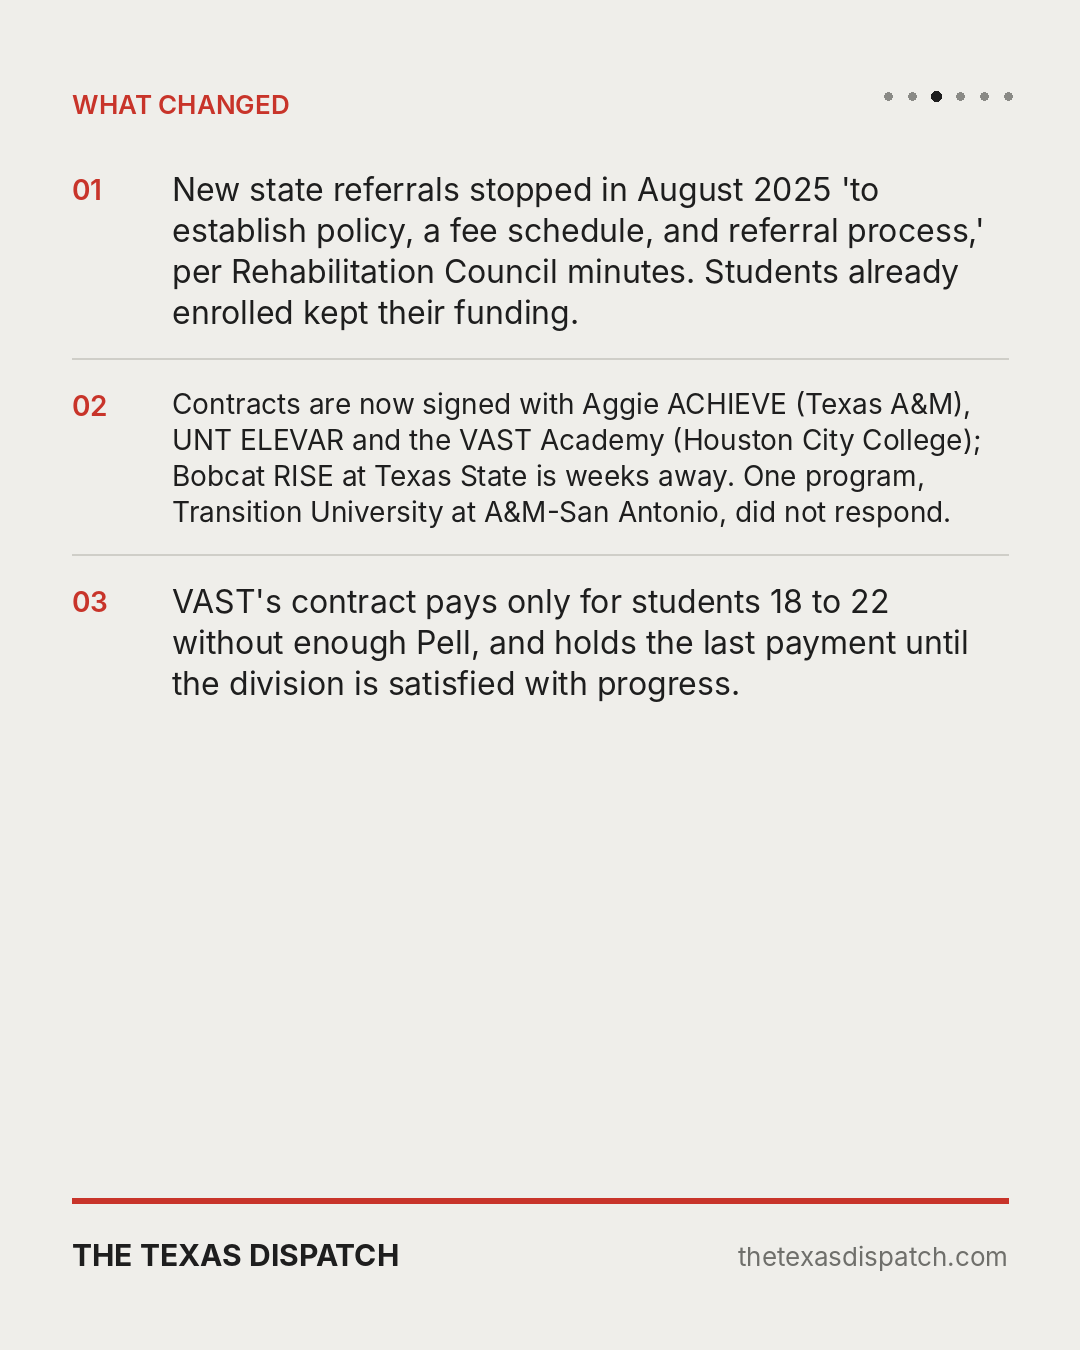 WHAT CHANGED
01
New state referrals stopped in August 2025 'to
establish policy, a fee schedule, and referral process,'
per Rehabilitation Council minutes. Students already
enrolled kept their funding.
02
Contracts are now signed with Aggie ACHIEVE (Texas A&M),
UNT ELEVAR and the VAST Academy (Houston City College);
Bobcat RISE at Texas State is weeks away. One program,
Transition University at A&M-San Antonio, did not respond.
03
VAST's contract pays only for students 18 to 22
without enough Pell, and holds the last payment until
the division is satisfied with progress.
THE TEXAS DISPATCH
thetexasdispatch.com